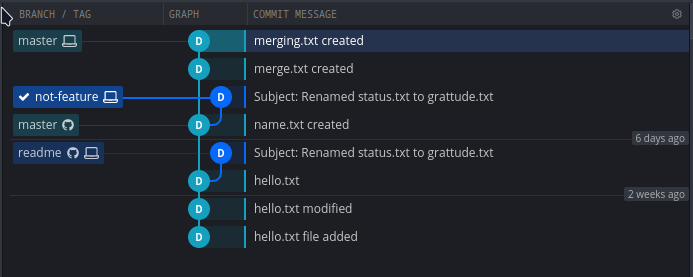 BRANCH / TAG GRAPH COMMIT MESSAGE
master D merging.txt created
D merge.txt created
not-feature D Subject: Renamed status.txt to grattude.txt
master D name.txt created
6 days ago
readme D Subject: Renamed status.txt to grattude.txt
D hello.txt
2 weeks ago
D hello.txt modified
D hello.txt file added